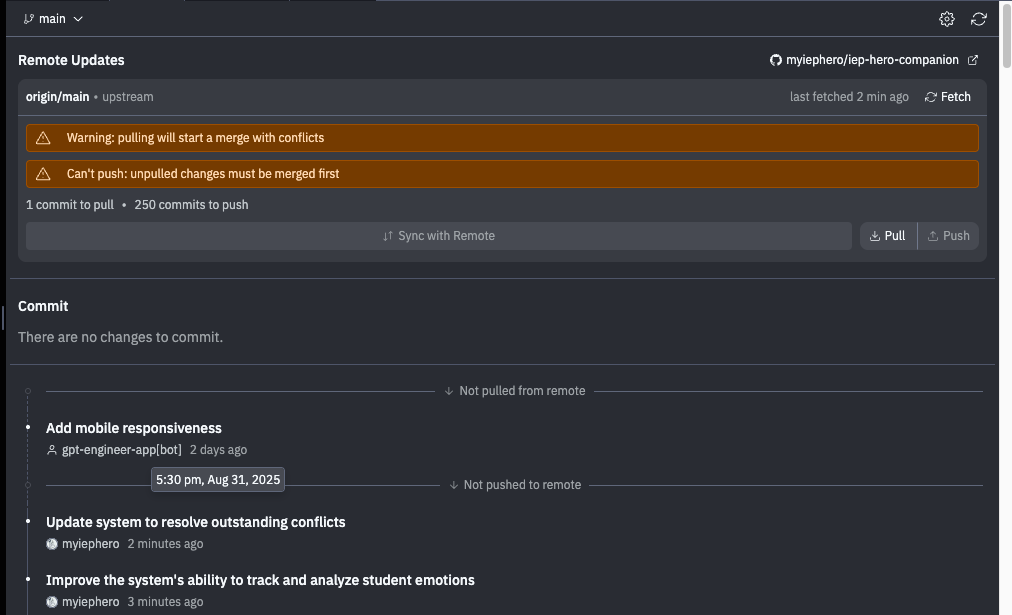 main
Remote Updates
myiephero/iep-hero-companion
origin/main • upstream
last fetched 2 min ago
Fetch
Warning: pulling will start a merge with conflicts
Can't push: unpulled changes must be merged first
1 commit to pull • 250 commits to push
Sync with Remote
Pull
Push
Commit
There are no changes to commit.
Not pulled from remote
Add mobile responsiveness
gpt-engineer-app[bot] 2 days ago
5:30 pm, Aug 31, 2025
Not pushed to remote
Update system to resolve outstanding conflicts
myiephero 2 minutes ago
Improve the system's ability to track and analyze student emotions
myiephero 3 minutes ago